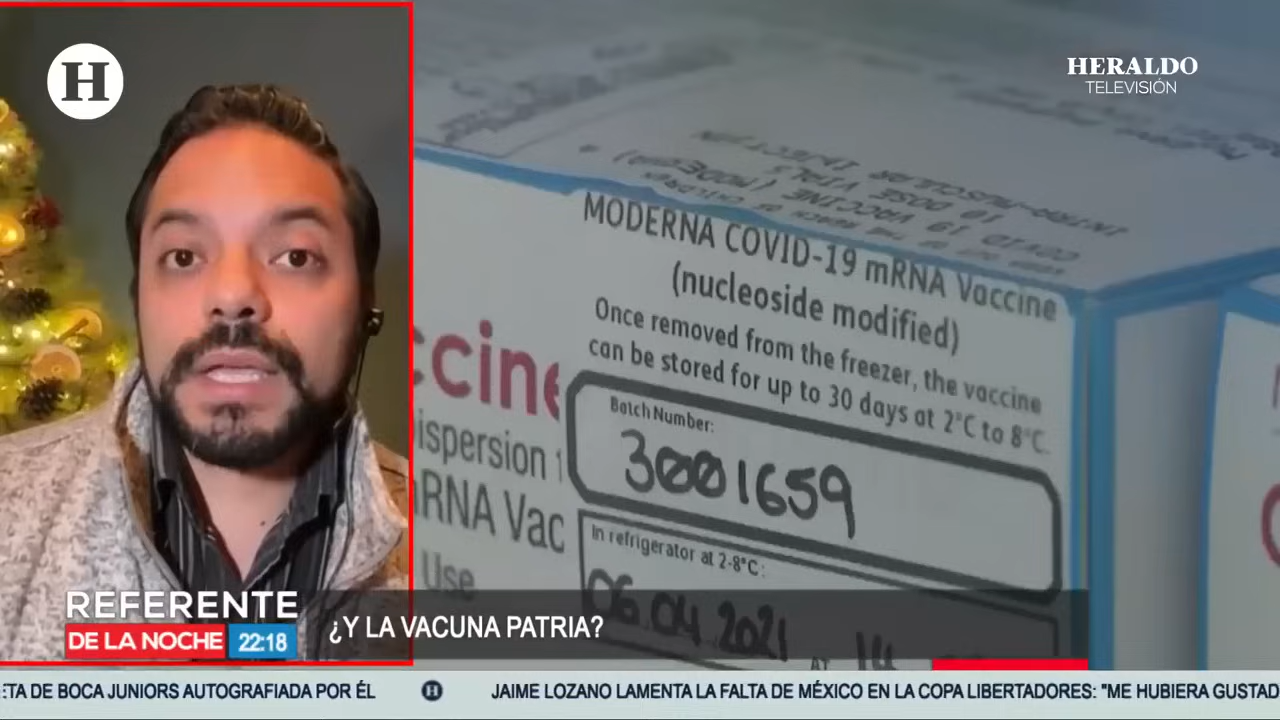 H
HERALDO
TELEVISIÓN
MODERNA COVID-19 mRNA Vaccine
(nucleoside modified)
Once removed from the freezer, the vaccine
can be stored for up to 30 days at 2°C to 8°C.
Batch Number:
3001659
In refrigerator at 2-8°C:
06.04.2021 AT 14
ccine
ispersion
mRNA Vac
Use
REFERENTE
DE LA NOCHE 22:18
¿Y LA VACUNA PATRIA?
ETA DE BOCA JUNIORS AUTOGRAFIADA POR ÉL H JAIME LOZANO LAMENTA LA FALTA DE MÉXICO EN LA COPA LIBERTADORES: "ME HUBIERA GUSTAD